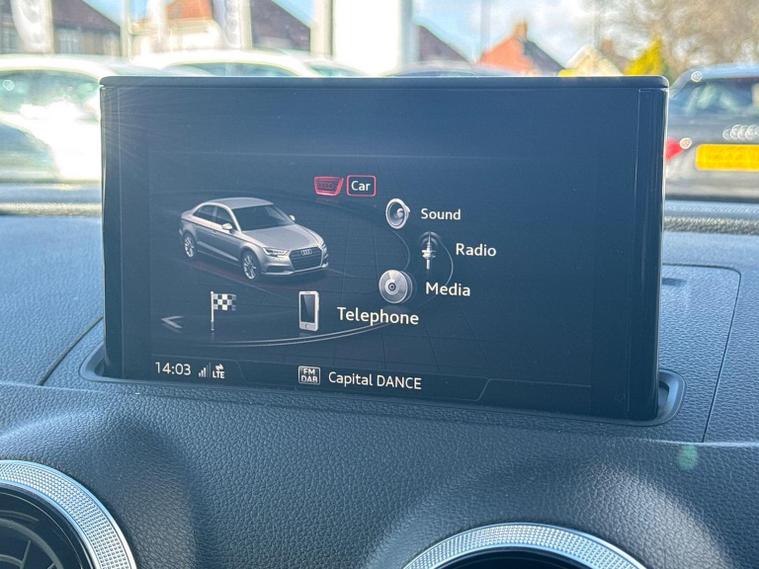 Car
Sound
Radio
Media
Telephone
14:03 LTE
FM
DAB
Capital DANCE